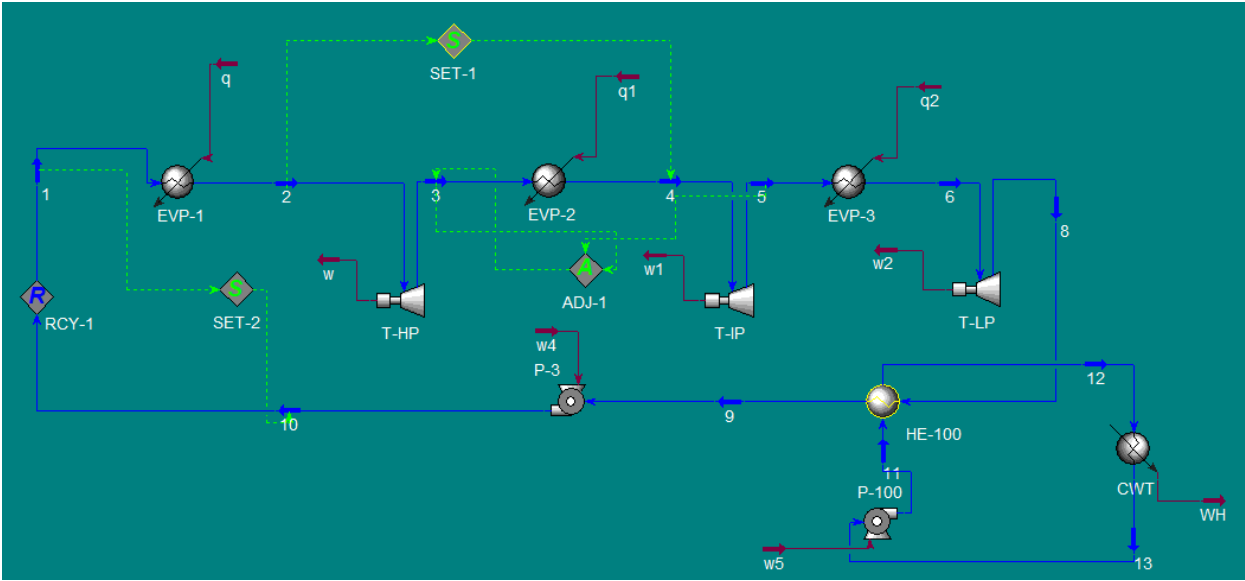 S
SET-1
q
q1
q2
1
EVP-1
2
3
EVP-2
4
5
EVP-3
6
8
R
RCY-1
S
SET-2
w
T-HP
A
ADJ-1
w1
T-IP
w2
T-LP
w4
P-3
10
9
HE-100
12
11
P-100
CWT
WH
w5
13